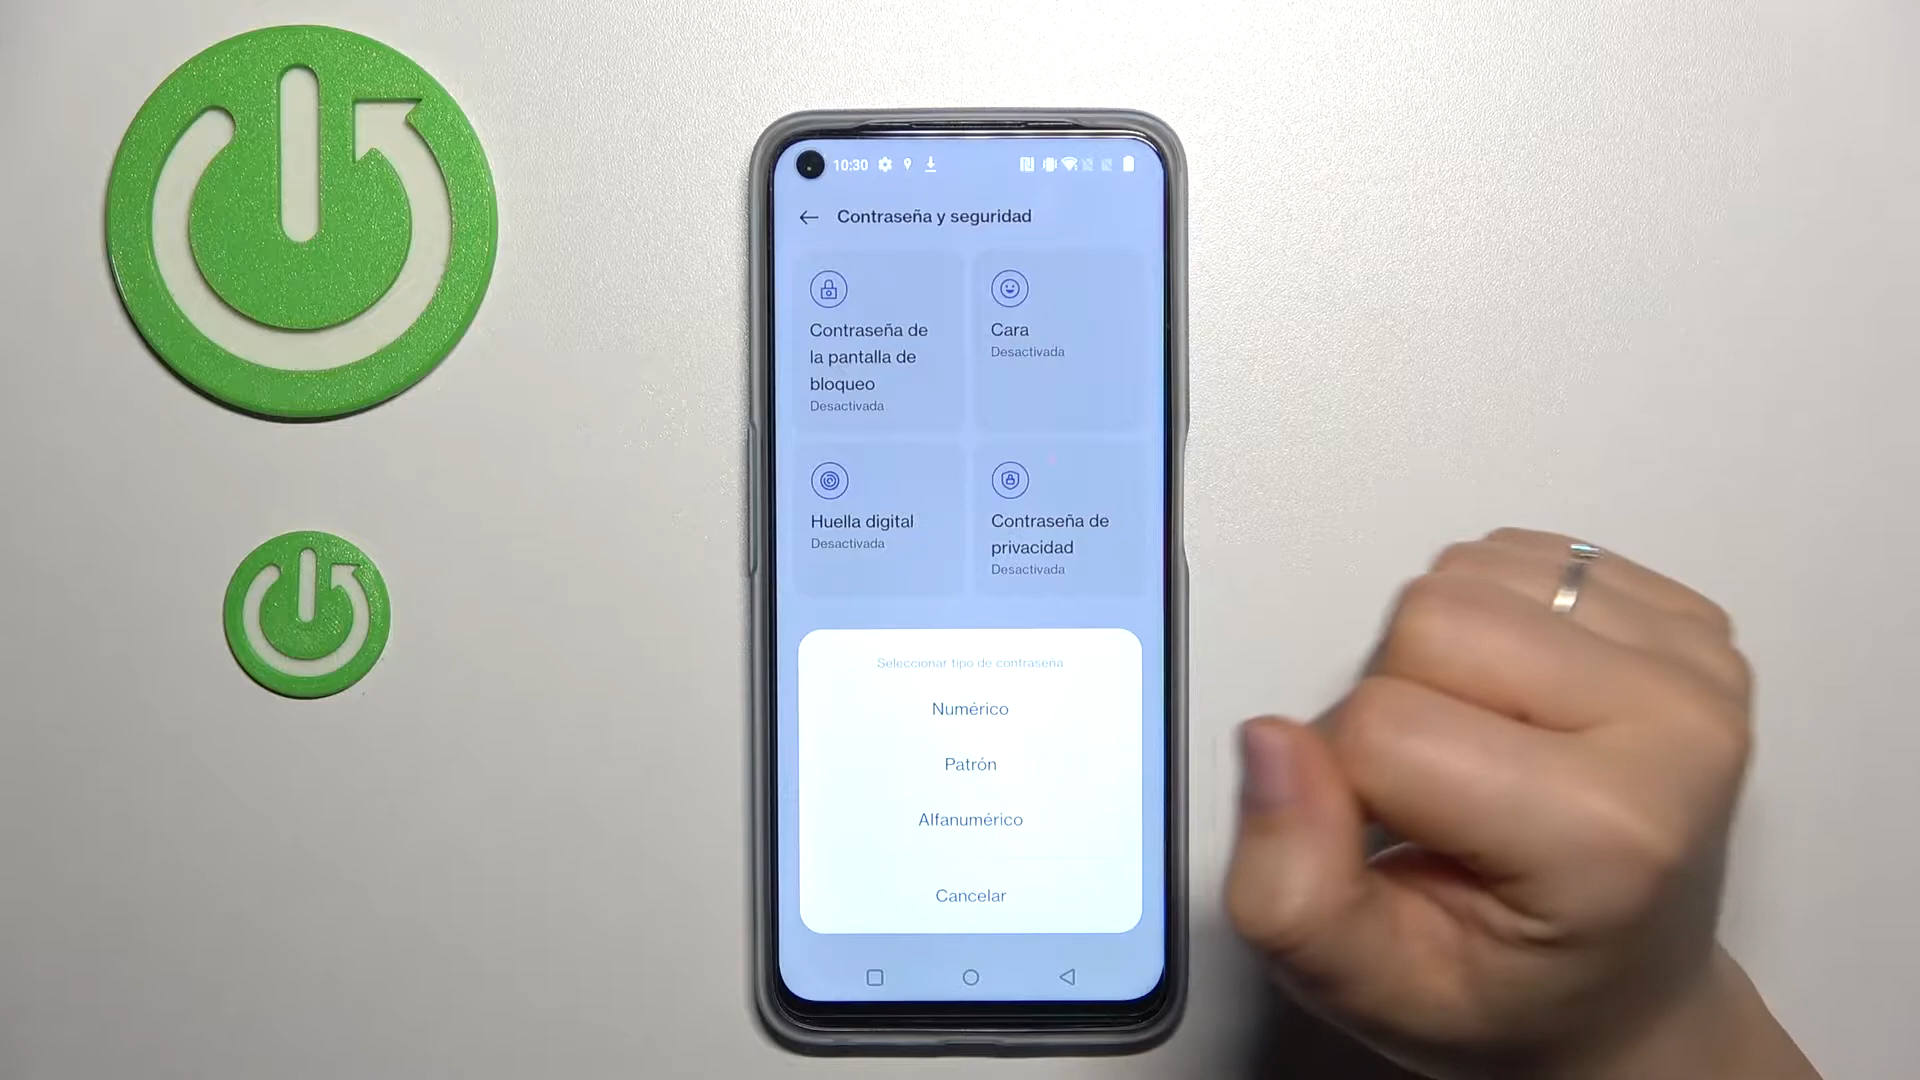 10:30
Contraseña y seguridad
Contraseña de
la pantalla de
bloqueo
Desactivada
Cara
Desactivada
Huella digital
Desactivada
Contraseña de
privacidad
Desactivada
Seleccionar tipo de contraseña
Numérico
Patrón
Alfanumérico
Cancelar